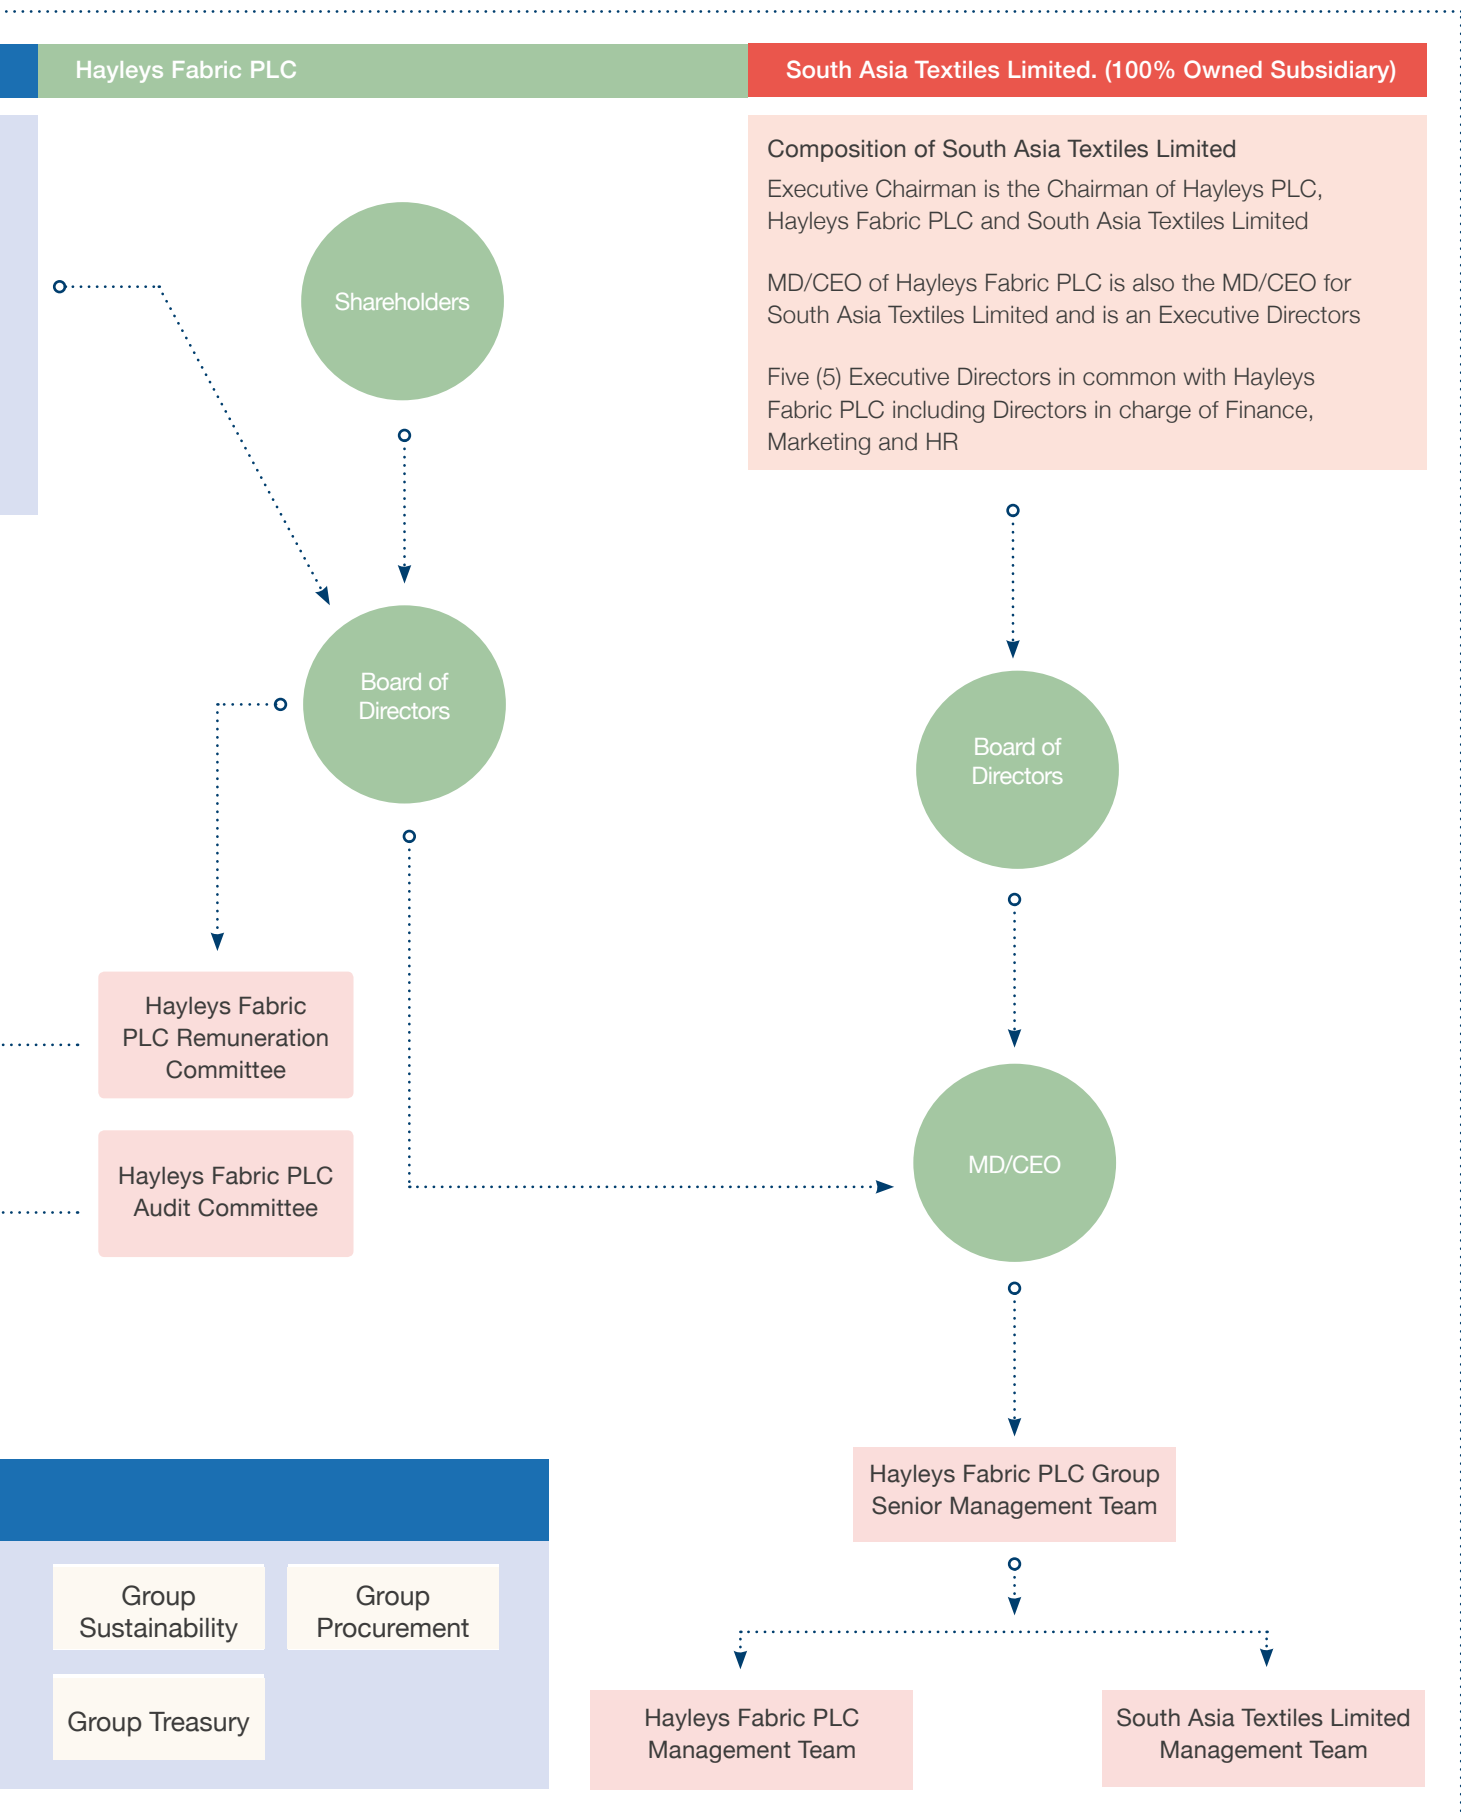 Hayleys Fabric PLC
South Asia Textiles Limited. (100% Owned Subsidiary)
Composition of South Asia Textiles Limited
Executive Chairman is the Chairman of Hayleys PLC,
Hayleys Fabric PLC and South Asia Textiles Limited
MD/CEO of Hayleys Fabric PLC is also the MD/CEO for
South Asia Textiles Limited and is an Executive Directors
Five (5) Executive Directors in common with Hayleys
Fabric PLC including Directors in charge of Finance,
Marketing and HR
Shareholders
Board of
Directors
Board of
Directors
Hayleys Fabric
PLC Remuneration
Committee
Hayleys Fabric PLC
Audit Committee
MD/CEO
Hayleys Fabric PLC Group
Senior Management Team
Group
Sustainability
Group
Procurement
Group Treasury
Hayleys Fabric PLC
Management Team
South Asia Textiles Limited
Management Team